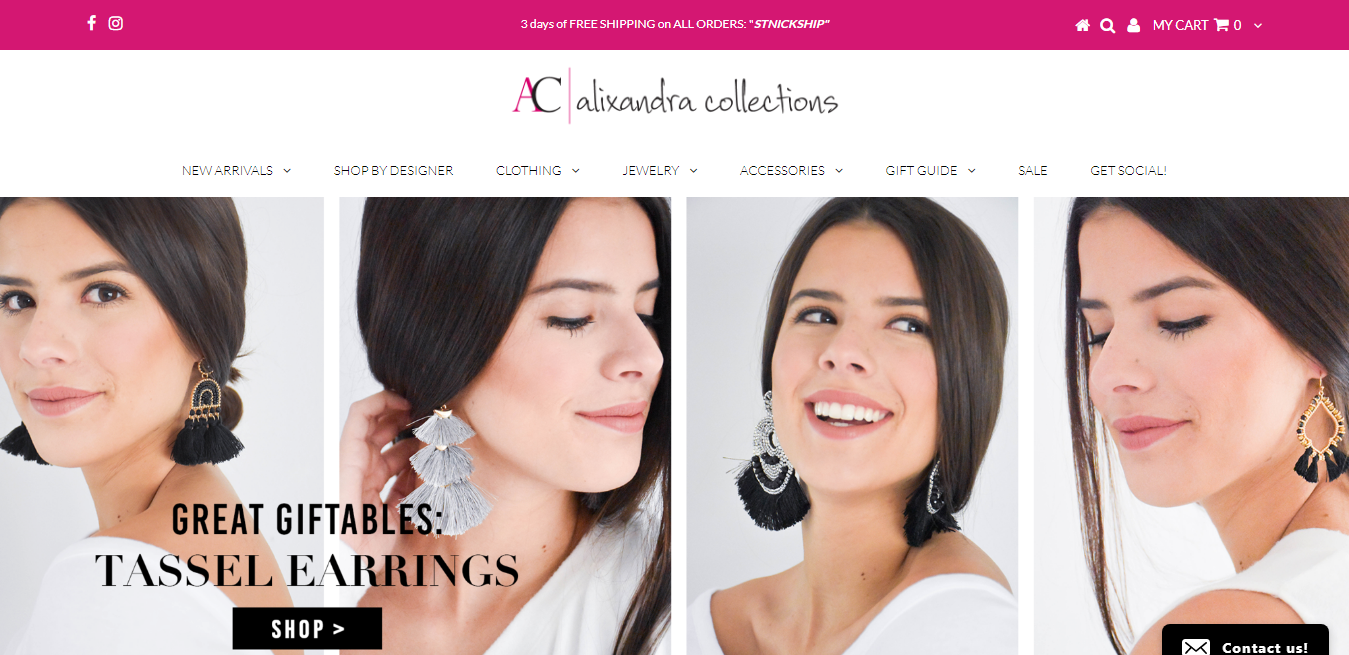 3 days of FREE SHIPPING on ALL ORDERS: "STNICKSHIP"
MY CART 0
AC alixandra collections
NEW ARRIVALS SHOP BY DESIGNER CLOTHING JEWELRY ACCESSORIES GIFT GUIDE SALE GET SOCIAL!
GREAT GIFTABLES:
TASSEL EARRINGS
SHOP >
Contact us!